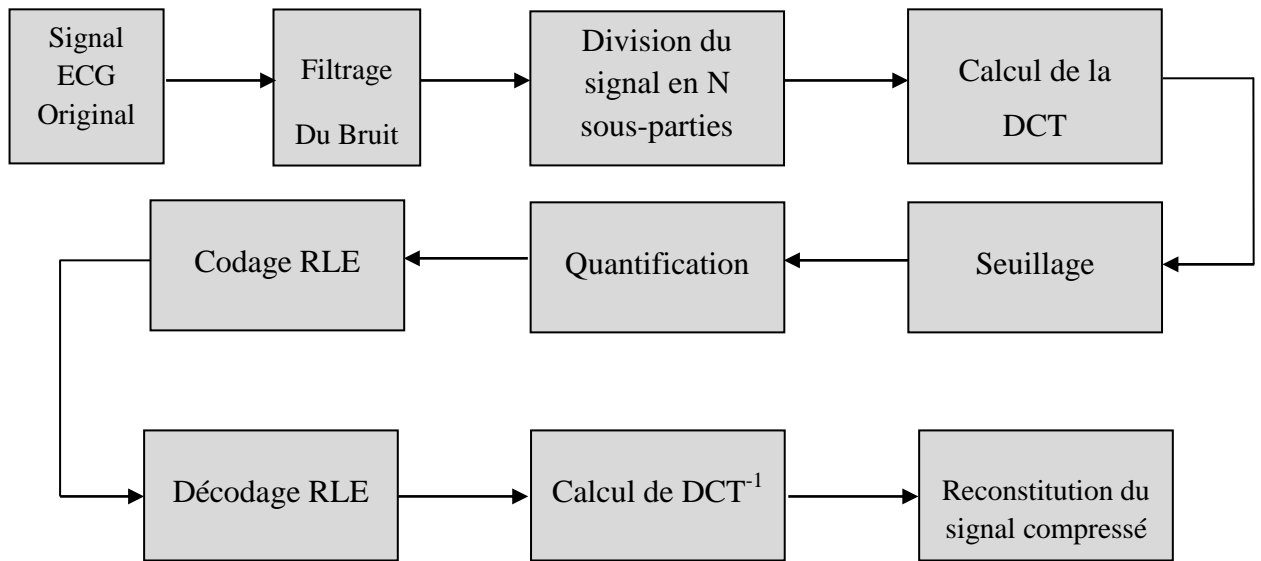 Signal
ECG
Original
Filtrage
Du Bruit
Division du
signal en N
sous-parties
Calcul de la
DCT
Codage RLE
Quantification
Seuillage
Décodage RLE
Calcul de DCT⁻¹
Reconstitution du
signal compressé